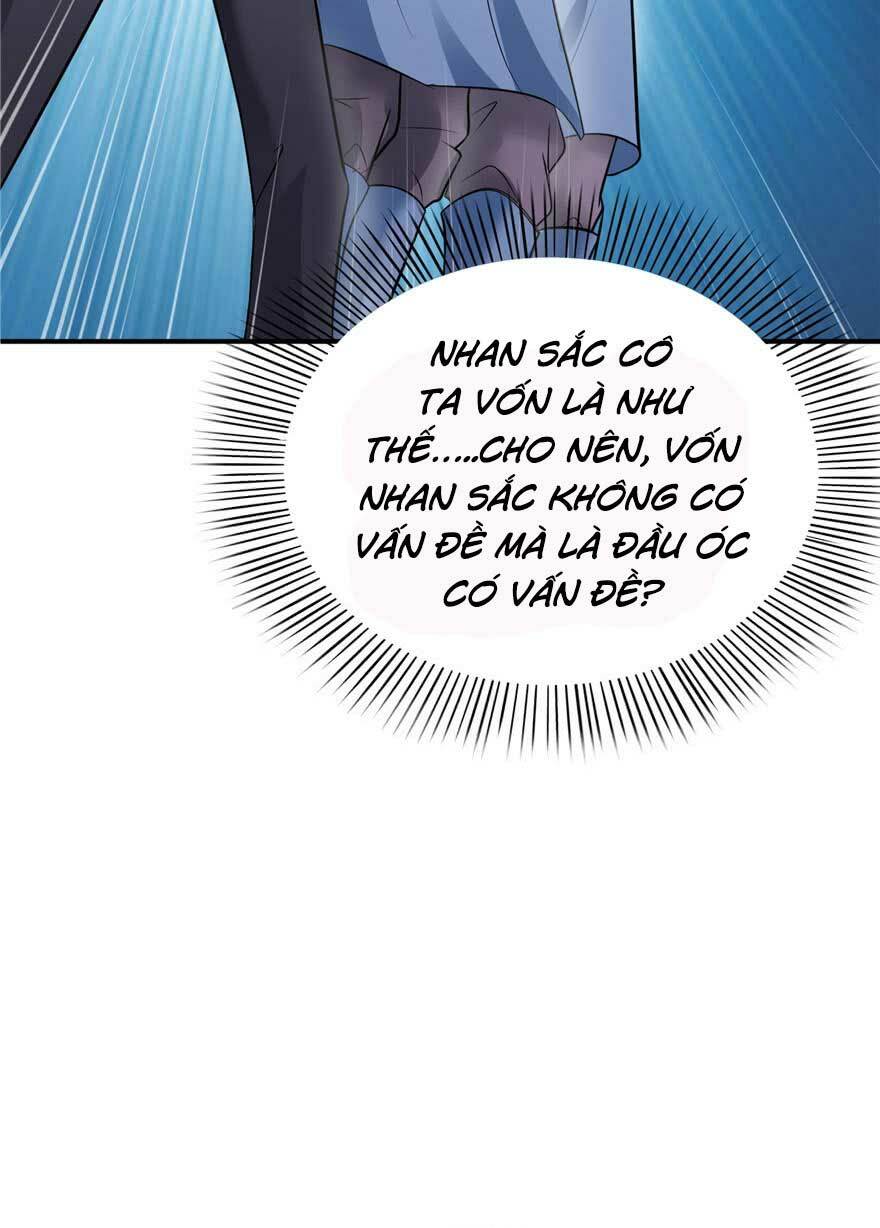 NHAN SẮC CÔ
TA VỐN LÀ NHƯ
THẾ.....CHO NÊN, VỐN
NHAN SẮC KHÔNG CÓ
VẤN ĐỀ MÀ LÀ ĐẦU ÓC
CÓ VẤN ĐỀ?